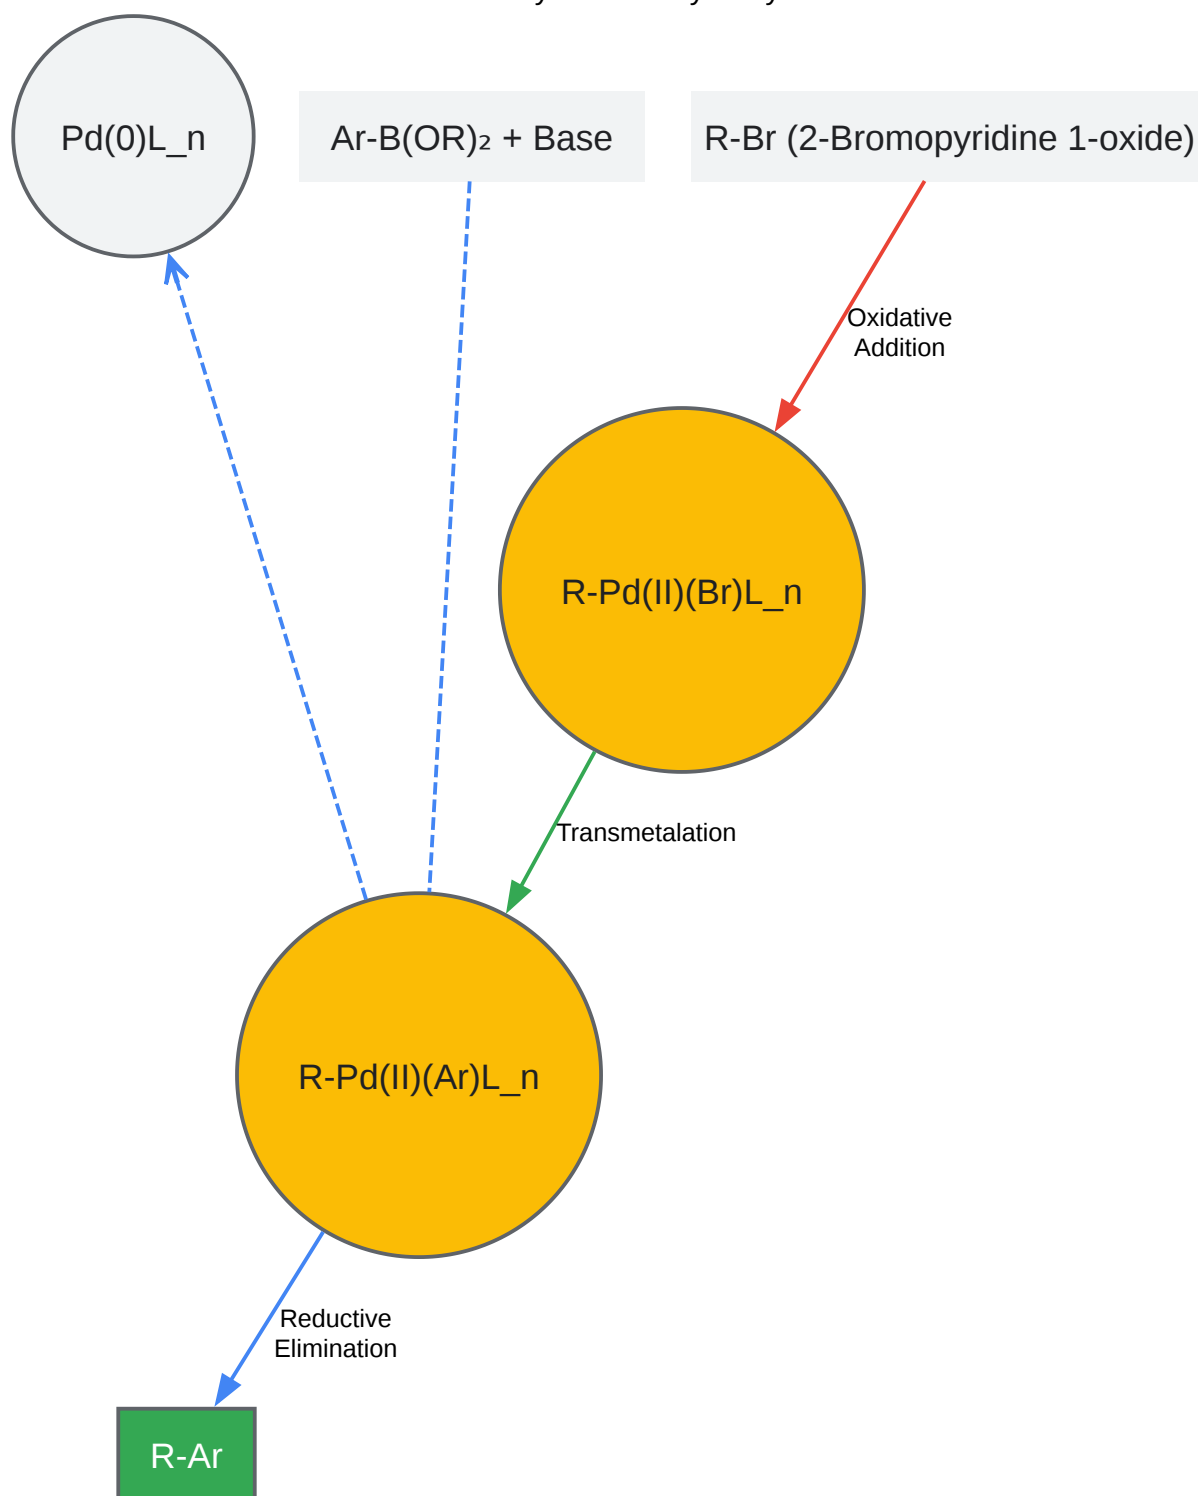 Pd(0)L_n
Ar-B(OR)₂ + Base
R-Br (2-Bromopyridine 1-oxide)
Oxidative
Addition
R-Pd(II)(Br)L_n
Transmetalation
R-Pd(II)(Ar)L_n
Reductive
Elimination
R-Ar